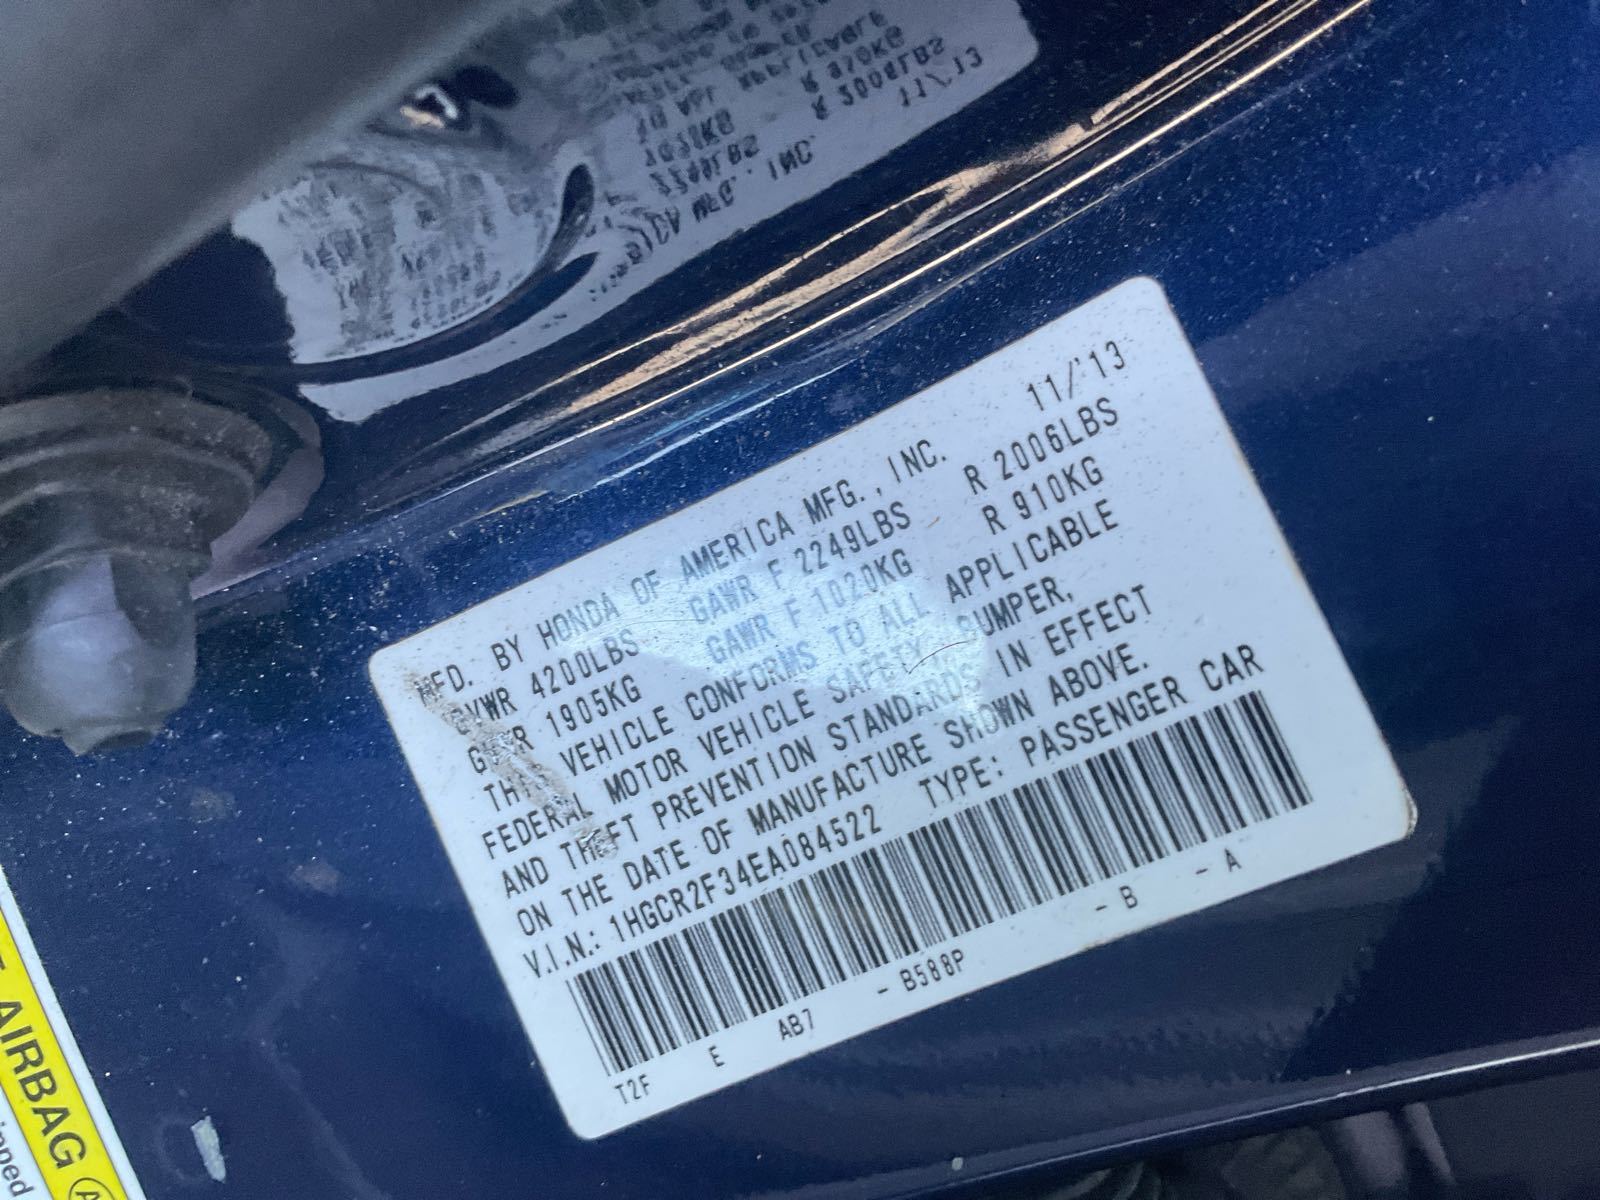 MFD. BY HONDA OF AMERICA MFG., INC. 11/'13
GVWR 4200LBS GAWR F 2249LBS R 2006LBS
GVWR 1905KG GAWR F 1020KG R 910KG
THIS VEHICLE CONFORMS TO ALL APPLICABLE
FEDERAL MOTOR VEHICLE SAFETY, BUMPER,
AND THEFT PREVENTION STANDARDS IN EFFECT
ON THE DATE OF MANUFACTURE SHOWN ABOVE.
V.I.N.: 1HGCR2F34EA084522 TYPE: PASSENGER CAR
T2F E AB7 - B588P - B - A
AIRBAG